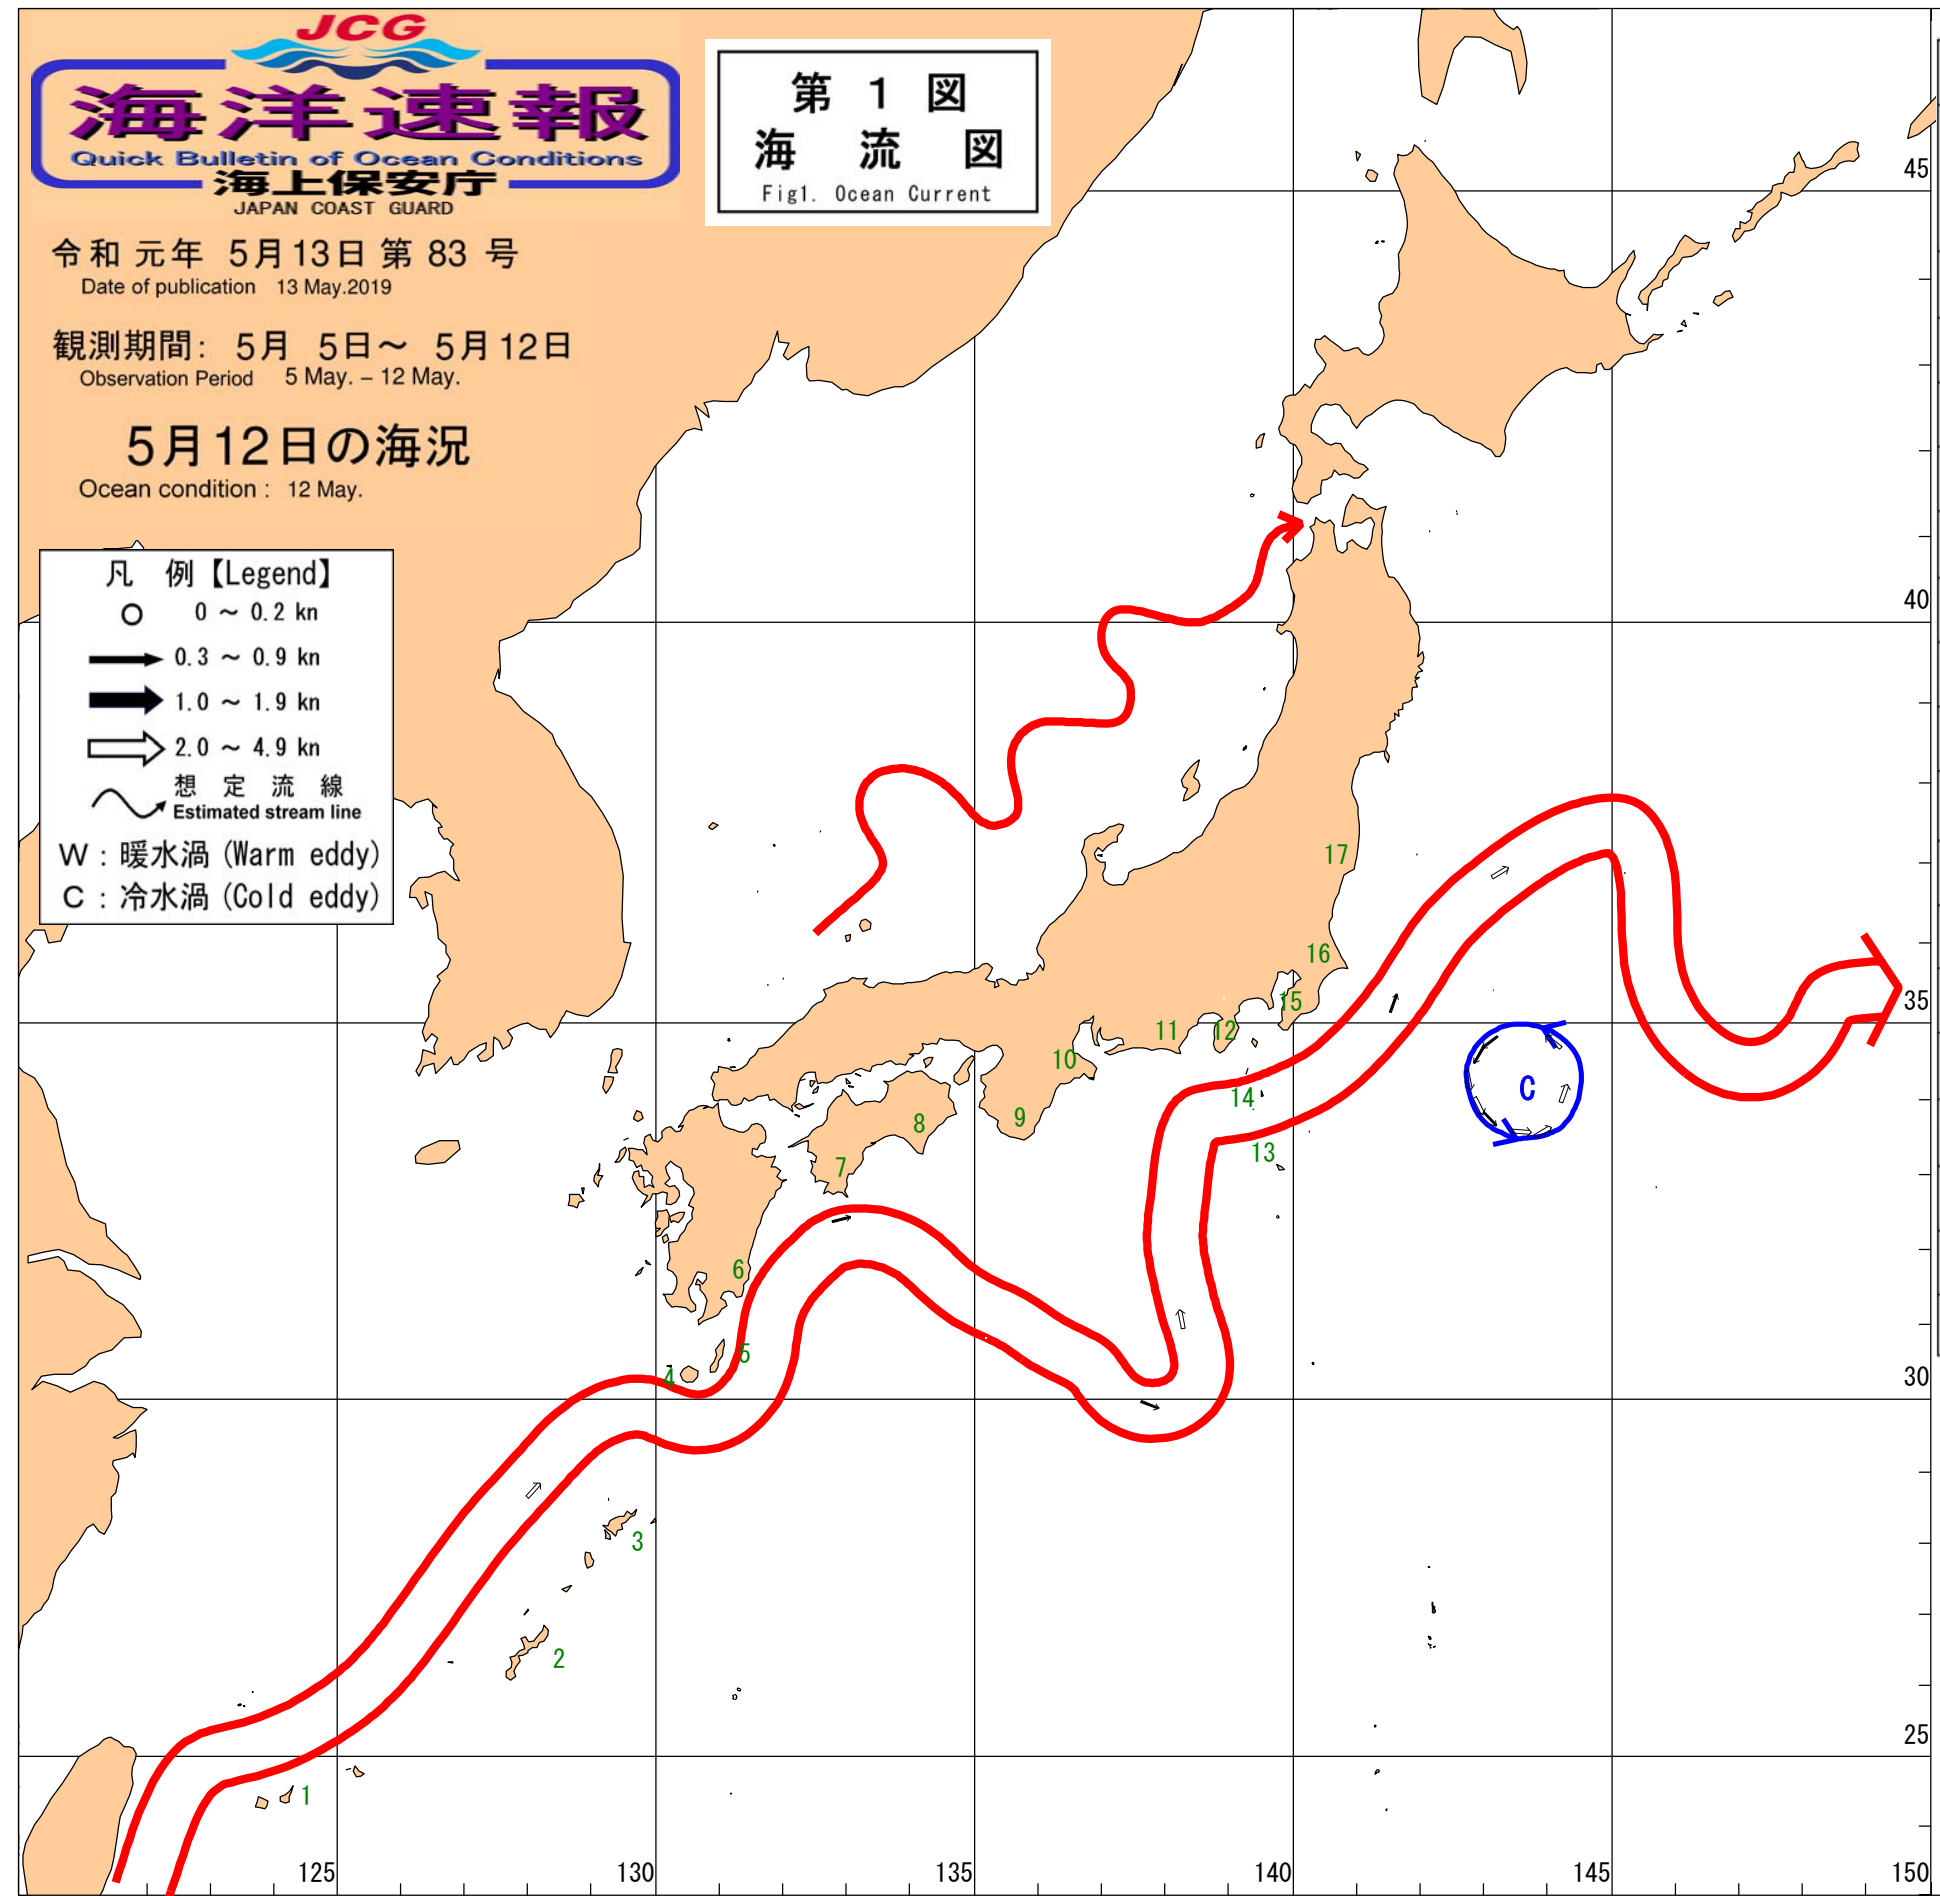 JCG
海洋速報
Quick Bulletin of Ocean Conditions
海上保安庁
JAPAN COAST GUARD
第 1 図
海 流 図
Fig1. Ocean Current
令和 元年 5月13日 第 83 号
Date of publication 13 May.2019
観測期間: 5月 5日～ 5月12日
Observation Period 5 May. – 12 May.
5月12日の海況
Ocean condition : 12 May.
凡 例【Legend】
0 ～ 0.2 kn
0.3 ～ 0.9 kn
1.0 ～ 1.9 kn
2.0 ～ 4.9 kn
想 定 流 線
Estimated stream line
W : 暖水渦 (Warm eddy)
C : 冷水渦 (Cold eddy)
45
40
17
16
35
15
12
11
10
C
14
9
8
13
7
6
5
4
30
3
2
25
1
125
130
135
140
145
150